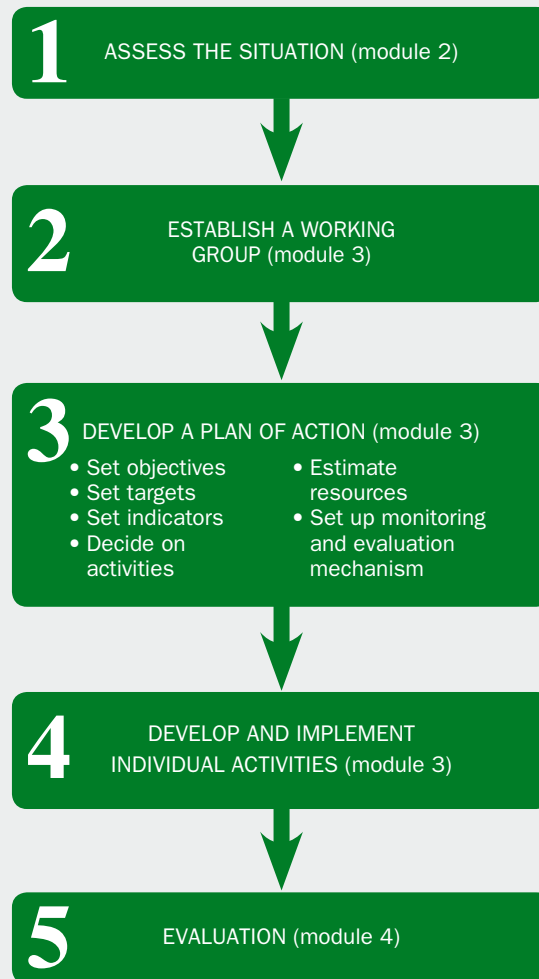 1
ASSESS THE SITUATION (module 2)
2
ESTABLISH A WORKING
GROUP (module 3)
3
DEVELOP A PLAN OF ACTION (module 3)
• Set objectives
• Set targets
• Set indicators
• Decide on
activities
• Estimate
resources
• Set up monitoring
and evaluation
mechanism
4
DEVELOP AND IMPLEMENT
INDIVIDUAL ACTIVITIES (module 3)
5
EVALUATION (module 4)